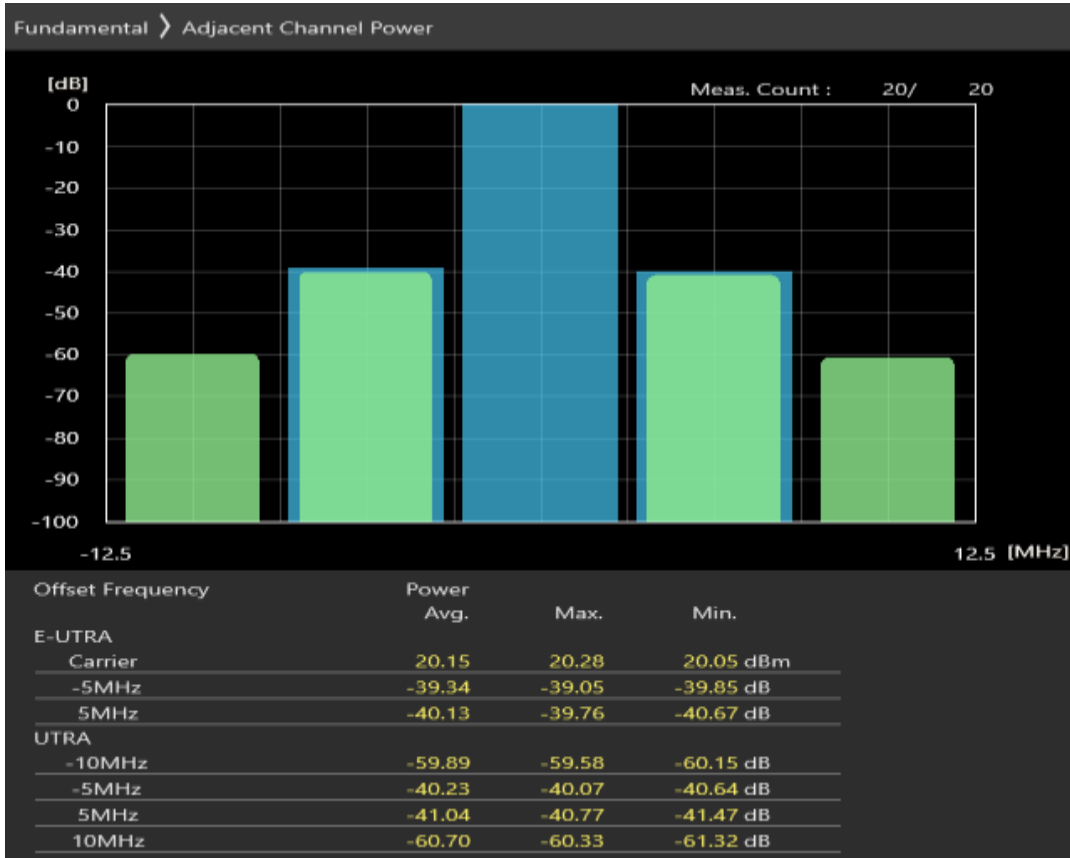 Fundamental 〉 Adjacent Channel Power
[dB]
Meas. Count : 20/ 20
0
-10
-20
-30
-40
-50
-60
-70
-80
-90
-100
-12.5 12.5 [MHz]
Offset Frequency Power
Avg. Max. Min.
E-UTRA
Carrier 20.15 20.28 20.05 dBm
-5MHz -39.34 -39.05 -39.85 dB
5MHz -40.13 -39.76 -40.67 dB
UTRA
-10MHz -59.89 -59.58 -60.15 dB
-5MHz -40.23 -40.07 -40.64 dB
5MHz -41.04 -40.77 -41.47 dB
10MHz -60.70 -60.33 -61.32 dB